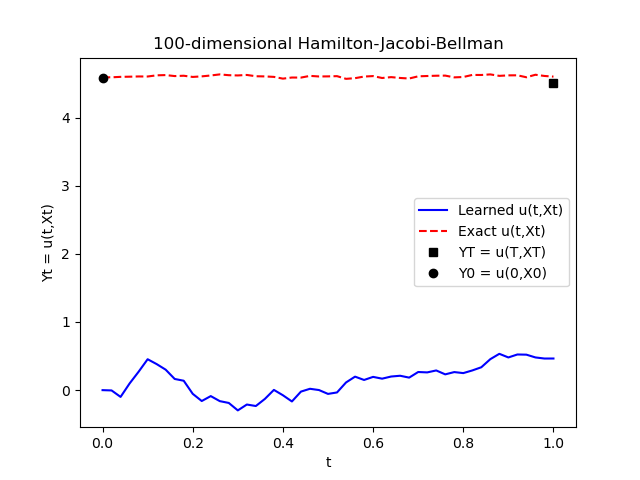 100-dimensional Hamilton-Jacobi-Bellman
Yt = u(t,Xt)
4
3
2
1
0
Learned u(t,Xt)
Exact u(t,Xt)
YT = u(T,XT)
Y0 = u(0,X0)
0.0 0.2 0.4 0.6 0.8 1.0
t